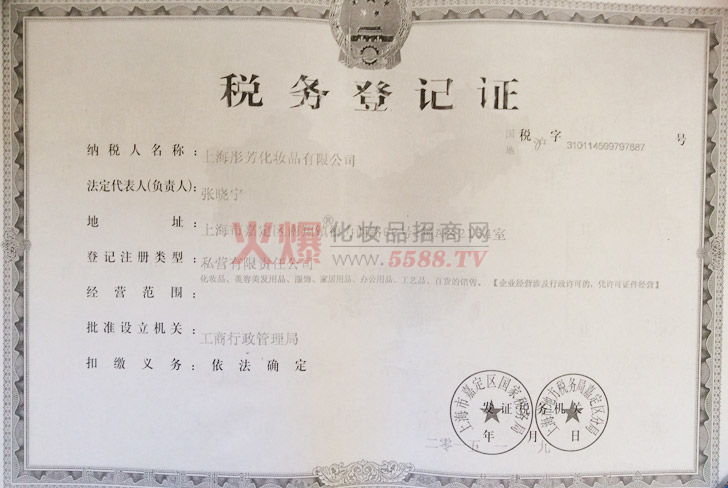 税务登记证
国
地 税 沪 字 310114599797887 号
纳税人名称：上海彤芳化妆品有限公司
法定代表人(负责人)：张晓宁
地 址：上海市嘉定区 室
火爆®化妆品招商网
www.5588.TV
登记注册类型：私营有限责任公司
化妆品、美容美发用品、服饰、家居用品、办公用品、工艺品、百货的销售。【企业经营涉及行政许可的，凭许可证件经营】
经营范围：
批准设立机关：工商行政管理局
扣缴义务：依法确定
上海市嘉定区国家税务局
上海市地方税务局嘉定区分局
发证税务机关
年 月 日
二零一五 一 九